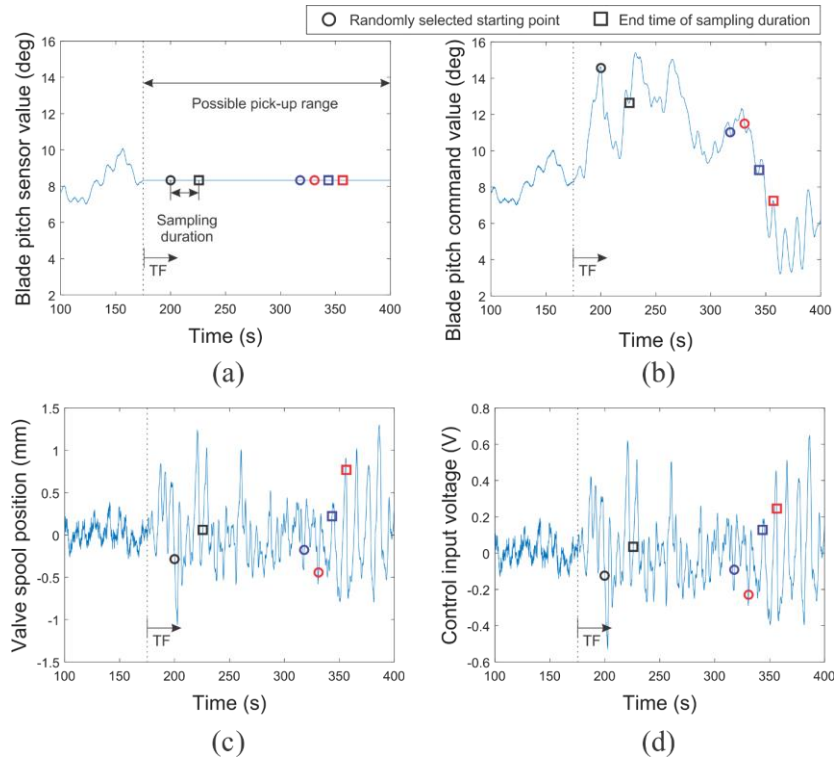 Randomly selected starting point End time of sampling duration
Blade pitch sensor value (deg)
16
14
12
10
8
6
4
2
Possible pick-up range
Sampling
duration
TF
100 150 200 250 300 350 400
Time (s)
(a)
Blade pitch command value (deg)
16
14
12
10
8
6
4
2
TF
100 150 200 250 300 350 400
Time (s)
(b)
Valve spool position (mm)
1.5
1
0.5
0
-0.5
-1
-1.5
TF
100 150 200 250 300 350 400
Time (s)
(c)
Control input voltage (V)
0.8
0.6
0.4
0.2
0
-0.2
-0.4
-0.6
TF
100 150 200 250 300 350 400
Time (s)
(d)